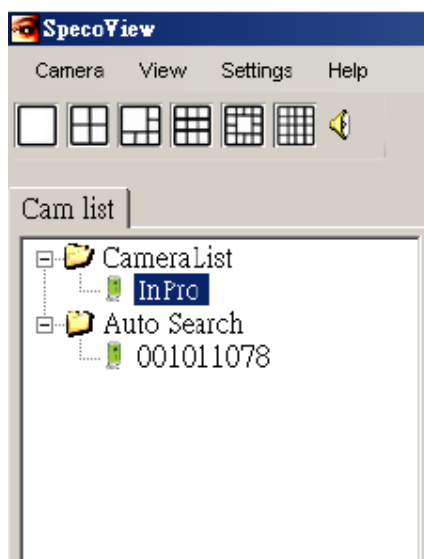 SpecoView
Camera View Settings Help
Cam list
CameraList
InPro
Auto Search
001011078